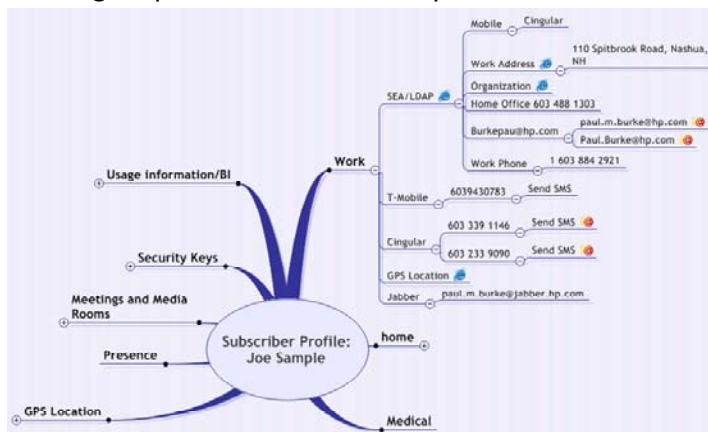 Mobile
Cingular
110 Spitbrook Road, Nashua,
NH
Work Address
Organization
SEA/LDAP
Home Office 603 488 1303
Burkepau@hp.com
paul.m.burke@hp.com
Paul.Burke@hp.com
Work Phone
1 603 884 2921
Work
Usage information/BI
T-Mobile
6039430783
Send SMS
Cingular
603 339 1146
Send SMS
603 233 9090
Send SMS
Security Keys
GPS Location
Jabber
paul.m.burke@jabber.hp.com
Meetings and Media
Rooms
Subscriber Profile:
Joe Sample
home
Presence
GPS Location
Medical